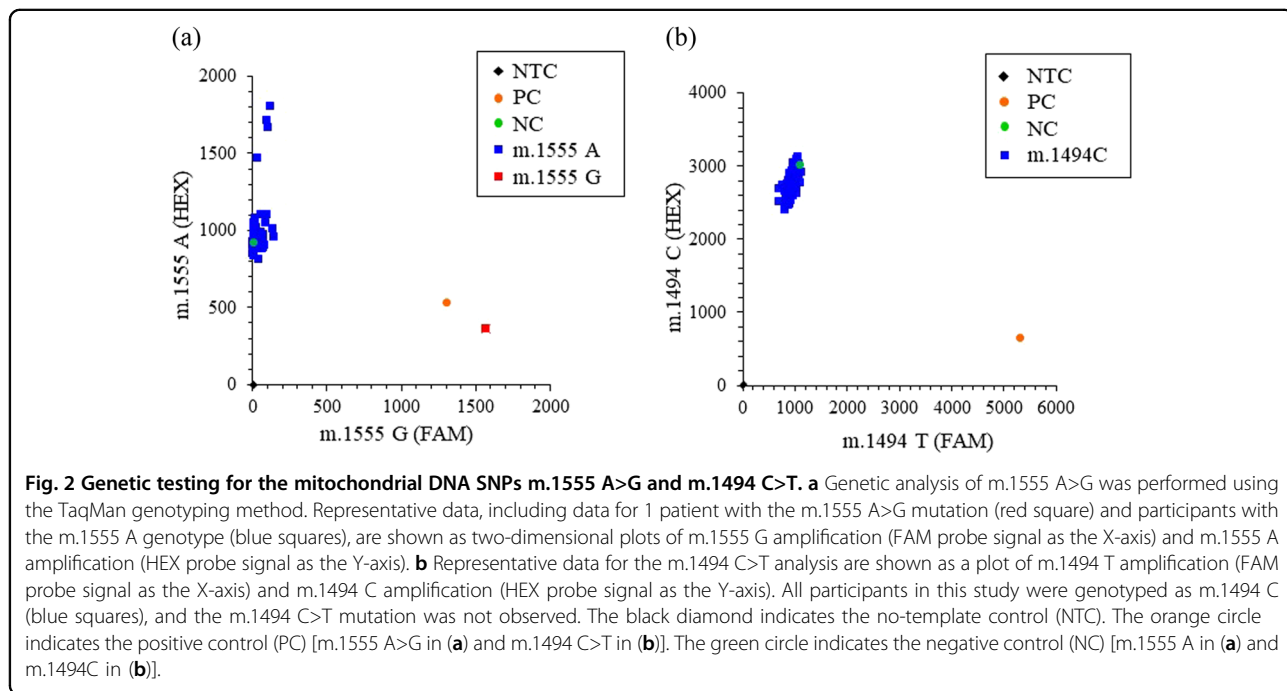 (a)
NTC
PC
NC
m.1555 A
m.1555 G
2000
1500
1000
500
0
m.1555 A (HEX)
0
500
1000
1500
2000
m.1555 G (FAM)
(b)
NTC
PC
NC
m.1494C
4000
3000
2000
1000
0
m.1494 C (HEX)
0
1000
2000
3000
4000
5000
6000
m.1494 T (FAM)
Fig. 2 Genetic testing for the mitochondrial DNA SNPs m.1555 A>G and m.1494 C>T. a Genetic analysis of m.1555 A>G was performed using
the TaqMan genotyping method. Representative data, including data for 1 patient with the m.1555 A>G mutation (red square) and participants with
the m.1555 A genotype (blue squares), are shown as two-dimensional plots of m.1555 G amplification (FAM probe signal as the X-axis) and m.1555 A
amplification (HEX probe signal as the Y-axis). b Representative data for the m.1494 C>T analysis are shown as a plot of m.1494 T amplification (FAM
probe signal as the X-axis) and m.1494 C amplification (HEX probe signal as the Y-axis). All participants in this study were genotyped as m.1494 C
(blue squares), and the m.1494 C>T mutation was not observed. The black diamond indicates the no-template control (NTC). The orange circle
indicates the positive control (PC) [m.1555 A>G in (a) and m.1494 C>T in (b)]. The green circle indicates the negative control (NC) [m.1555 A in (a) and
m.1494C in (b)].